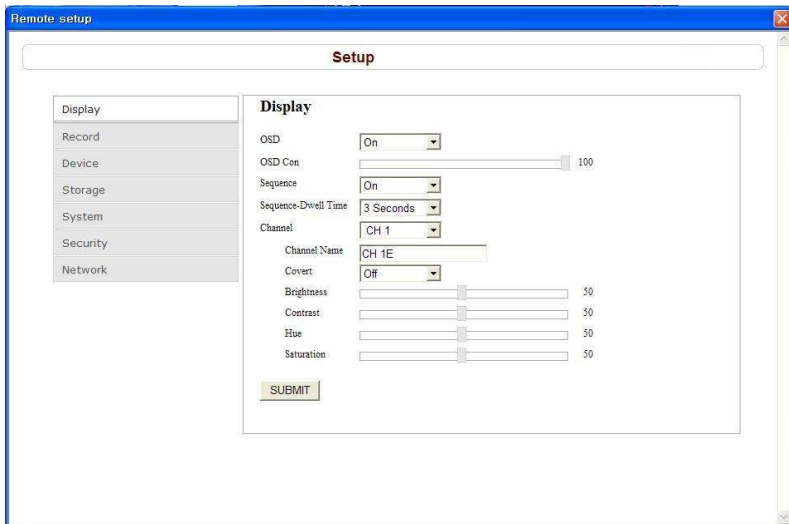 Remote setup
Setup
Display
Record
Device
Storage
System
Security
Network
Display
OSD On
OSD Con 100
Sequence On
Sequence-Dwell Time 3 Seconds
Channel CH 1
Channel Name CH 1E
Covert Off
Brightness 50
Contrast 50
Hue 50
Saturation 50
SUBMIT